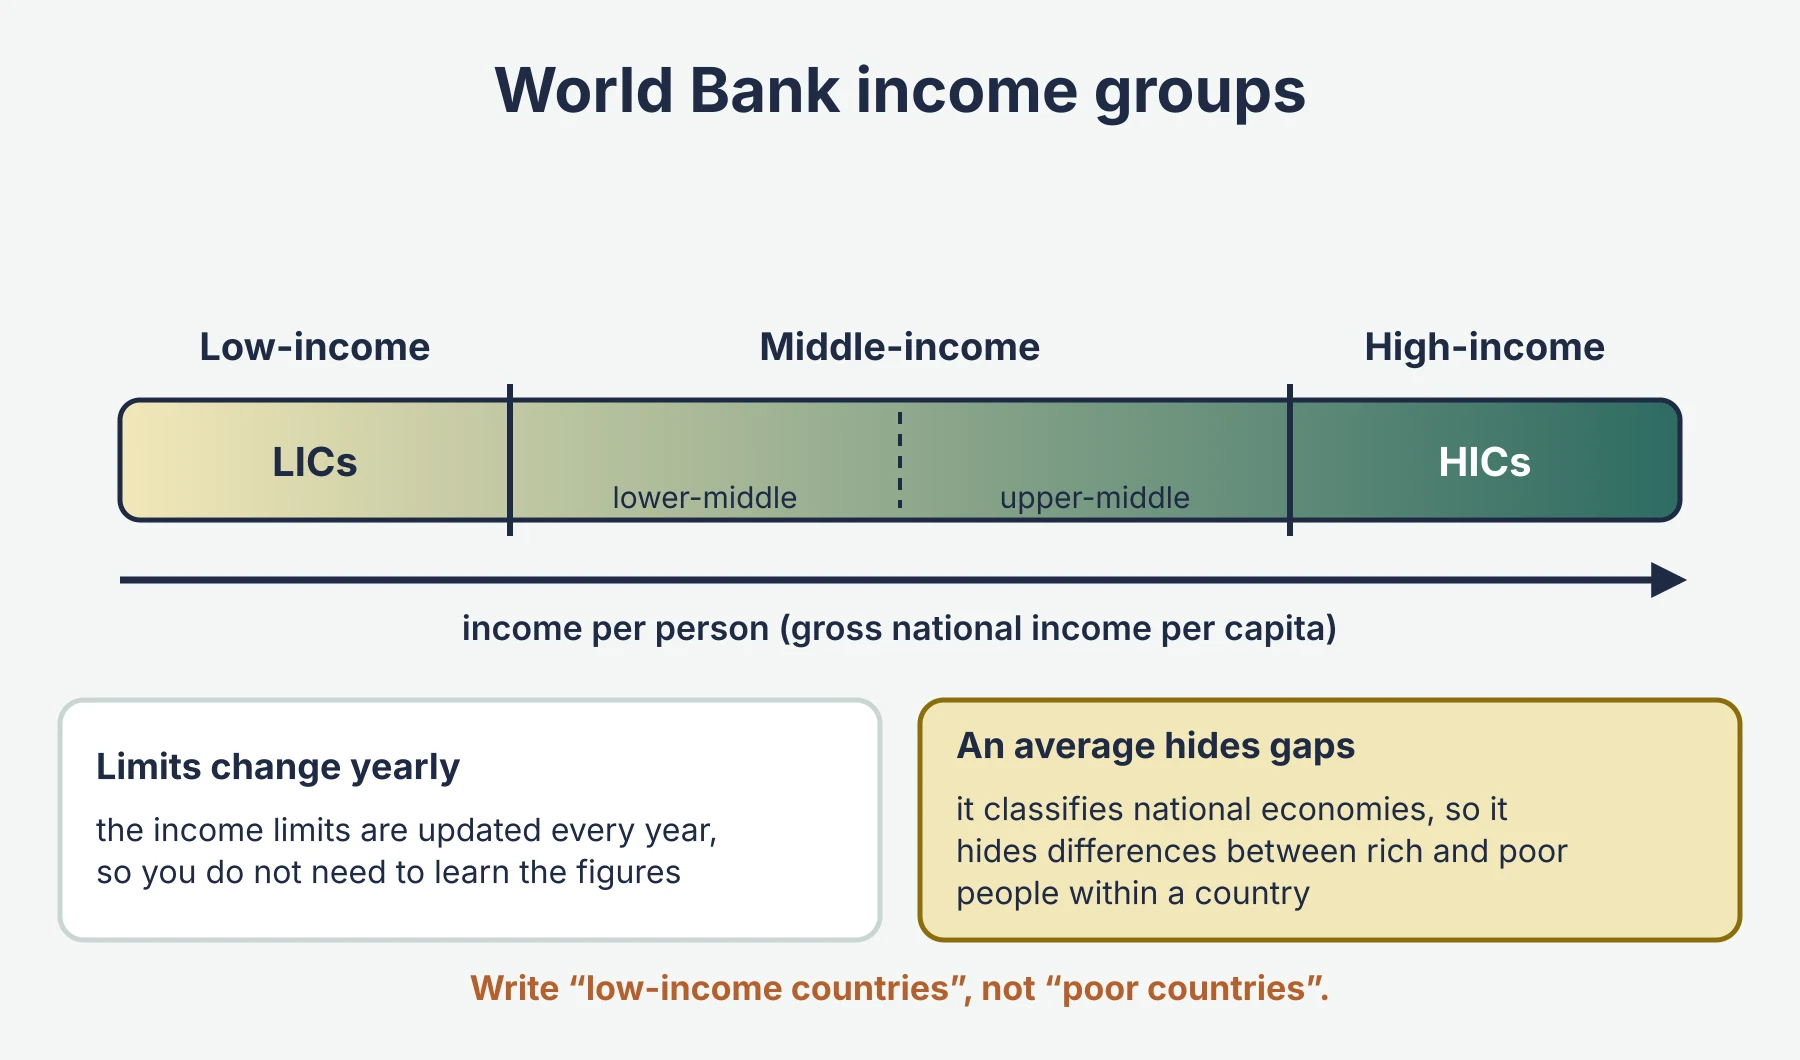 World Bank income groups
Low-income
Middle-income
High-income
LICs
lower-middle
upper-middle
HICs
income per person (gross national income per capita)
Limits change yearly
the income limits are updated every year,
so you do not need to learn the figures
An average hides gaps
it classifies national economies, so it
hides differences between rich and poor
people within a country
Write “low-income countries”, not “poor countries”.